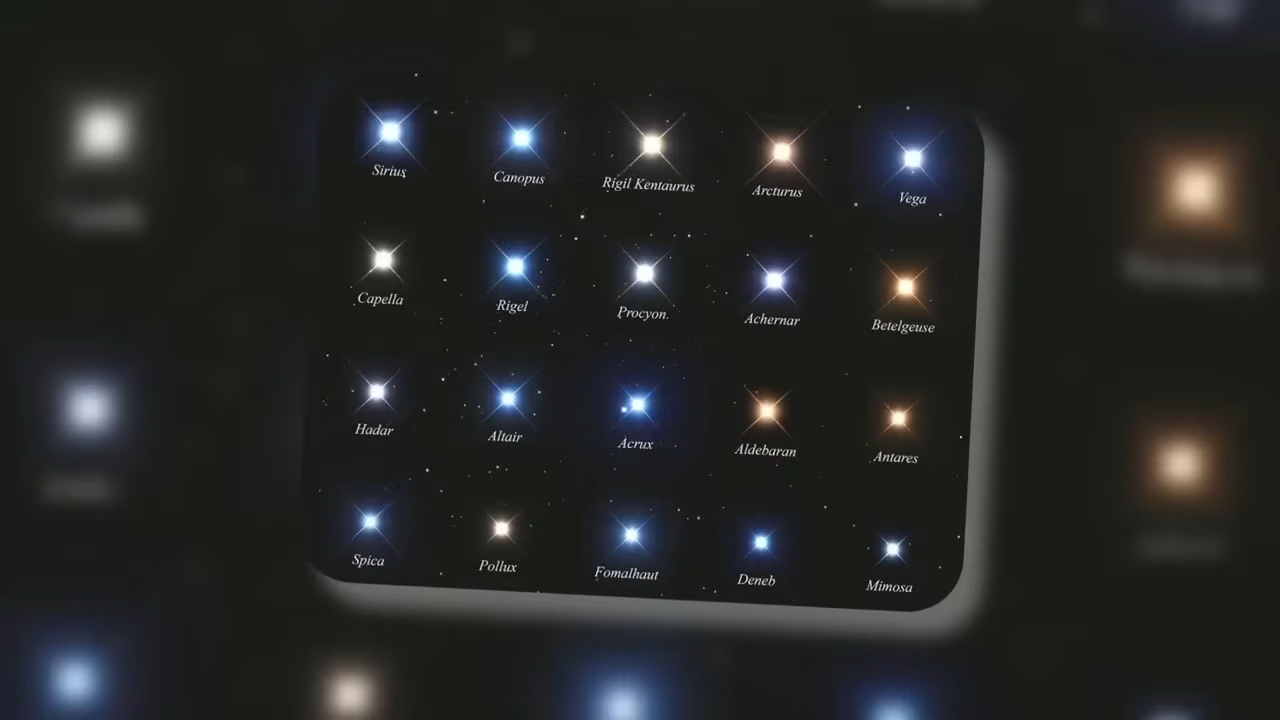 Sirius
Canopus
Rigil Kentaurus
Arcturus
Vega
Capella
Rigel
Procyon
Achernar
Betelgeuse
Hadar
Altair
Acrux
Aldebaran
Antares
Spica
Pollux
Fomalhaut
Deneb
Mimosa